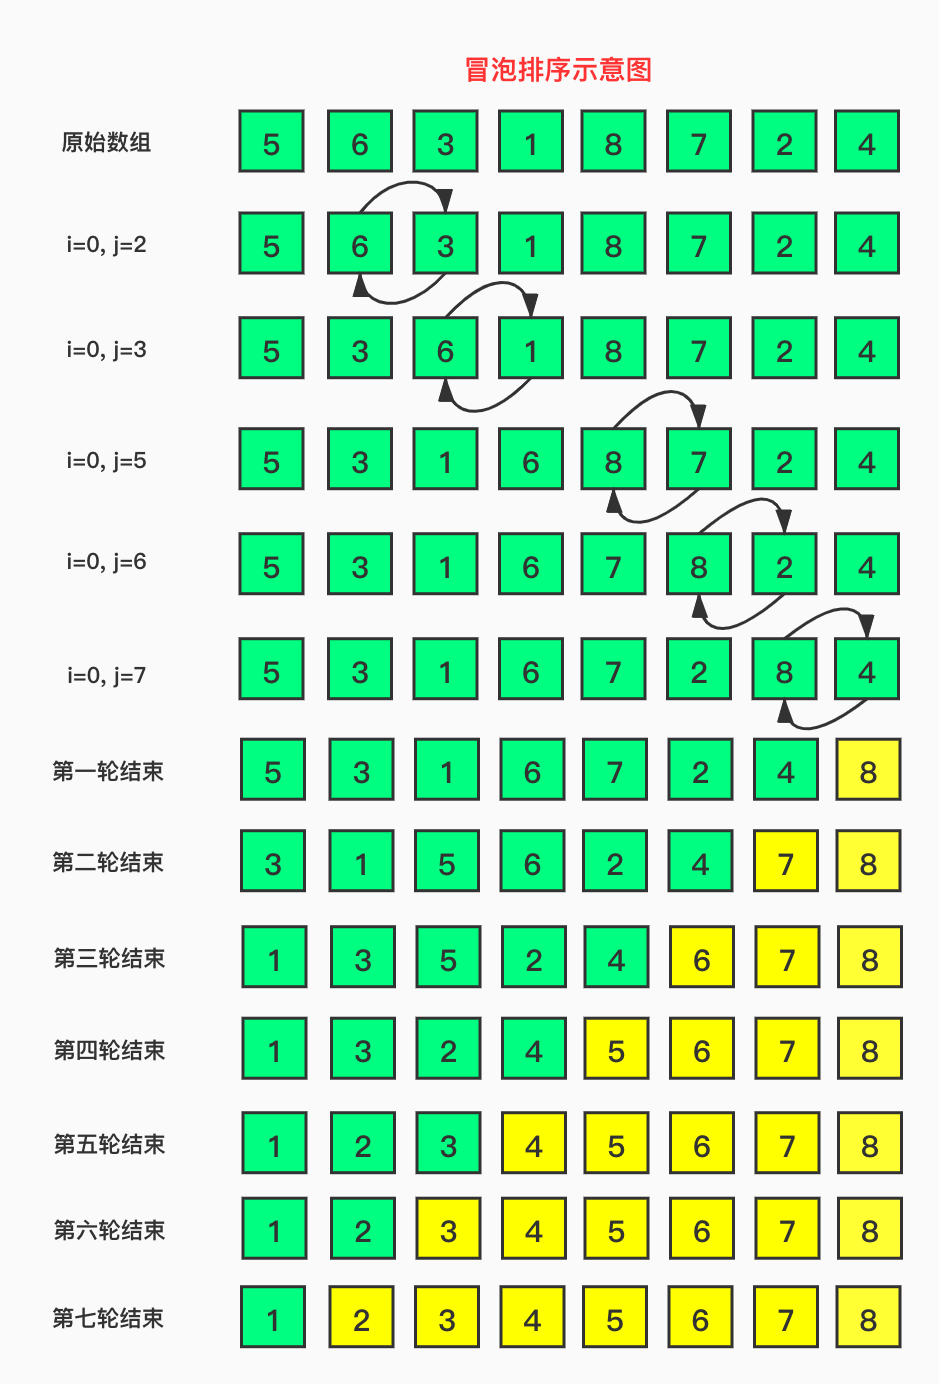 冒泡排序示意图
原始数组 5 6 3 1 8 7 2 4
i=0, j=2 5 6 3 1 8 7 2 4
i=0, j=3 5 3 6 1 8 7 2 4
i=0, j=5 5 3 1 6 8 7 2 4
i=0, j=6 5 3 1 6 7 8 2 4
i=0, j=7 5 3 1 6 7 2 8 4
第一轮结束 5 3 1 6 7 2 4 8
第二轮结束 3 1 5 6 2 4 7 8
第三轮结束 1 3 5 2 4 6 7 8
第四轮结束 1 3 2 4 5 6 7 8
第五轮结束 1 2 3 4 5 6 7 8
第六轮结束 1 2 3 4 5 6 7 8
第七轮结束 1 2 3 4 5 6 7 8